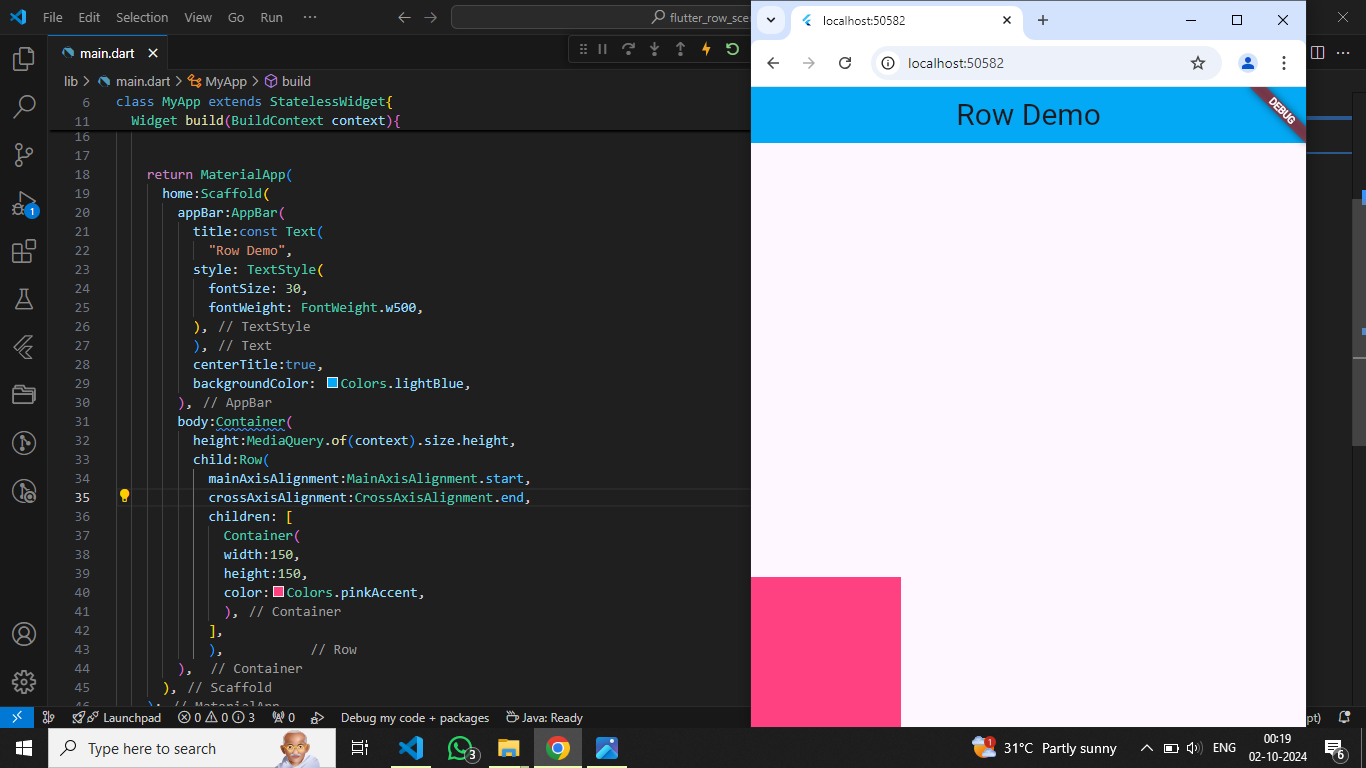 File Edit Selection View Go Run ···
flutter_row_sce
main.dart
lib > main.dart > MyApp > build
6 class MyApp extends StatelessWidget{
11 Widget build(BuildContext context){
16
17
18 return MaterialApp(
19 home:Scaffold(
20 appBar:AppBar(
21 title:const Text(
22 "Row Demo",
23 style: TextStyle(
24 fontSize: 30,
25 fontWeight: FontWeight.w500,
26 ), // TextStyle
27 ), // Text
28 centerTitle:true,
29 backgroundColor: Colors.lightBlue,
30 ), // AppBar
31 body:Container(
32 height:MediaQuery.of(context).size.height,
33 child:Row(
34 mainAxisAlignment:MainAxisAlignment.start,
35 crossAxisAlignment:CrossAxisAlignment.end,
36 children: [
37 Container(
38 width:150,
39 height:150,
40 color: Colors.pinkAccent,
41 ), // Container
42 ],
43 ), // Row
44 ), // Container
45 ), // Scaffold
46 ); // MaterialApp
1
localhost:50582
localhost:50582
Row Demo
DEBUG
Launchpad 0 0 3 0 Debug my code + packages Java: Ready
pt)
Type here to search
3
1
31°C Partly sunny
ENG
00:19
02-10-2024
6